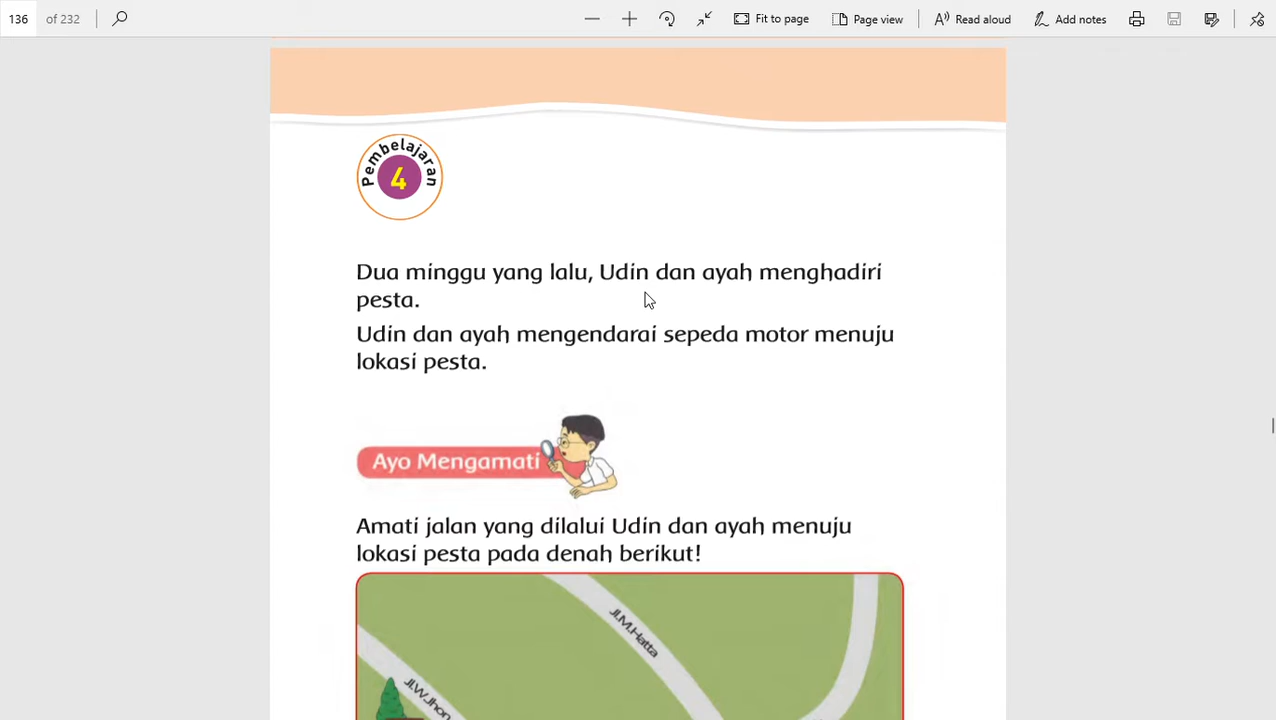 136 of 232 Fit to page Page view Read aloud Add notes
Pembelajaran
4
Dua minggu yang lalu, Udin dan ayah menghadiri
pesta.
Udin dan ayah mengendarai sepeda motor menuju
lokasi pesta.
Ayo Mengamati
Amati jalan yang dilalui Udin dan ayah menuju
lokasi pesta pada denah berikut!
Jl.M.Hatta
Jl.W.Jhon